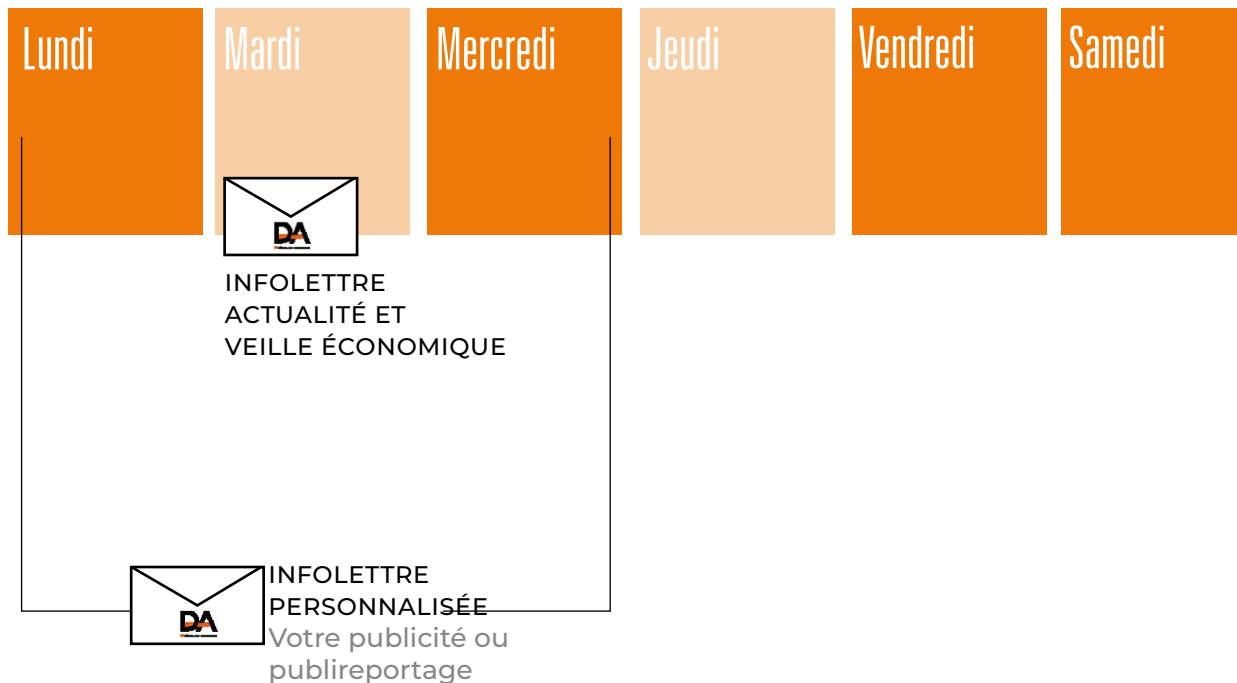 Lundi
Mardi
Mercredi
Jeudi
Vendredi
Samedi
DA
INFOLETTRE
ACTUALITÉ ET
VEILLE ÉCONOMIQUE
DA
INFOLETTRE
PERSONNALISÉE
Votre publicité ou
publireportage